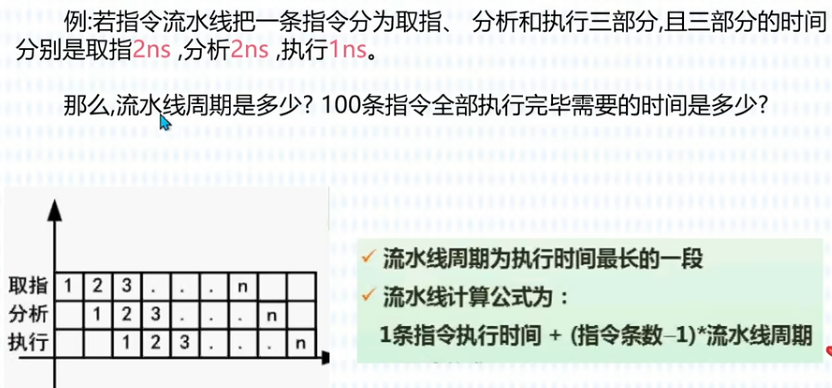 例:若指令流水线把一条指令分为取指、 分析和执行三部分,且三部分的时间
分别是取指2ns ,分析2ns ,执行1ns。
那么,流水线周期是多少? 100条指令全部执行完毕需要的时间是多少?
取指 1 2 3 . . . n
分析 1 2 3 . . . n
执行 1 2 3 . . . n
✓ 流水线周期为执行时间最长的一段
✓ 流水线计算公式为：
1条指令执行时间 + (指令条数–1)*流水线周期